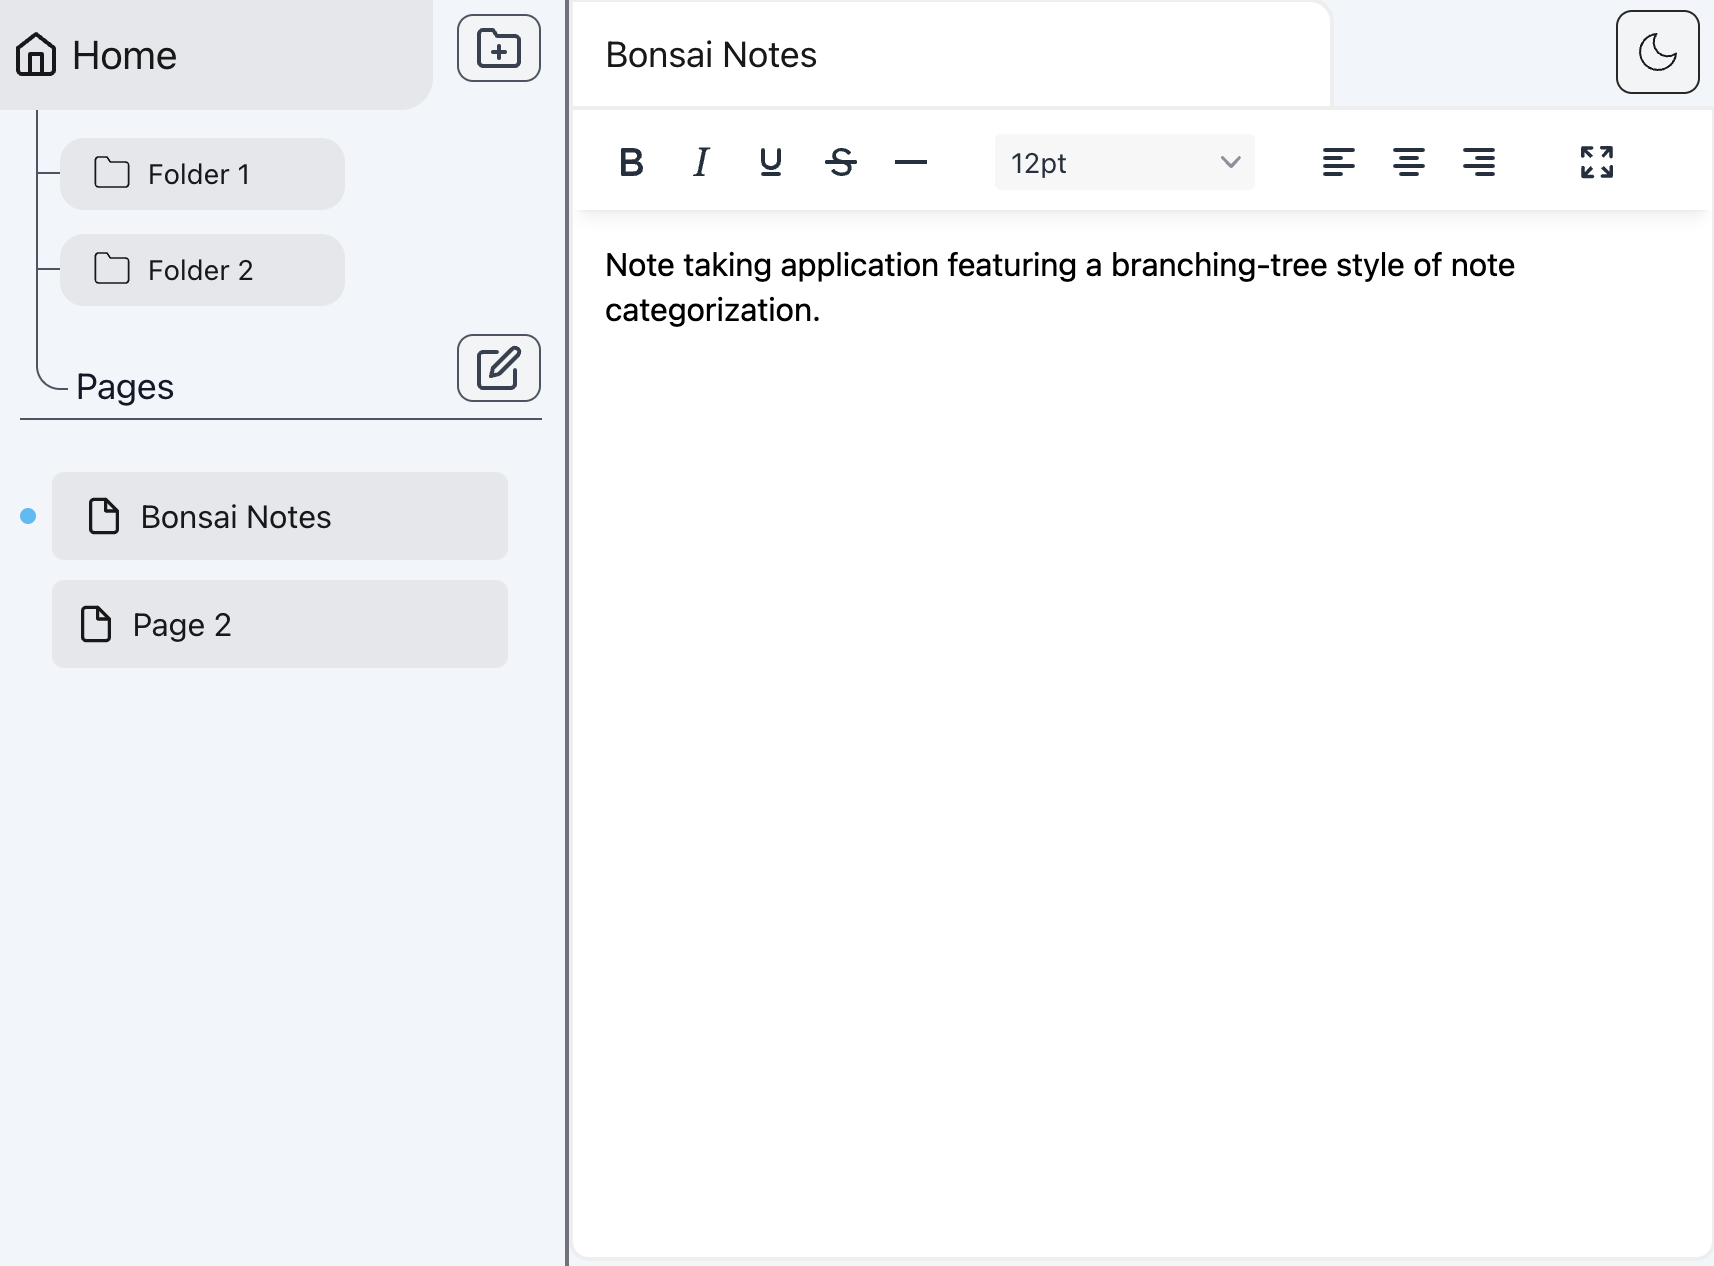 Home
Folder 1
Folder 2
Pages
Bonsai Notes
Page 2
Bonsai Notes
B I U S
12pt
Note taking application featuring a branching-tree style of note
categorization.